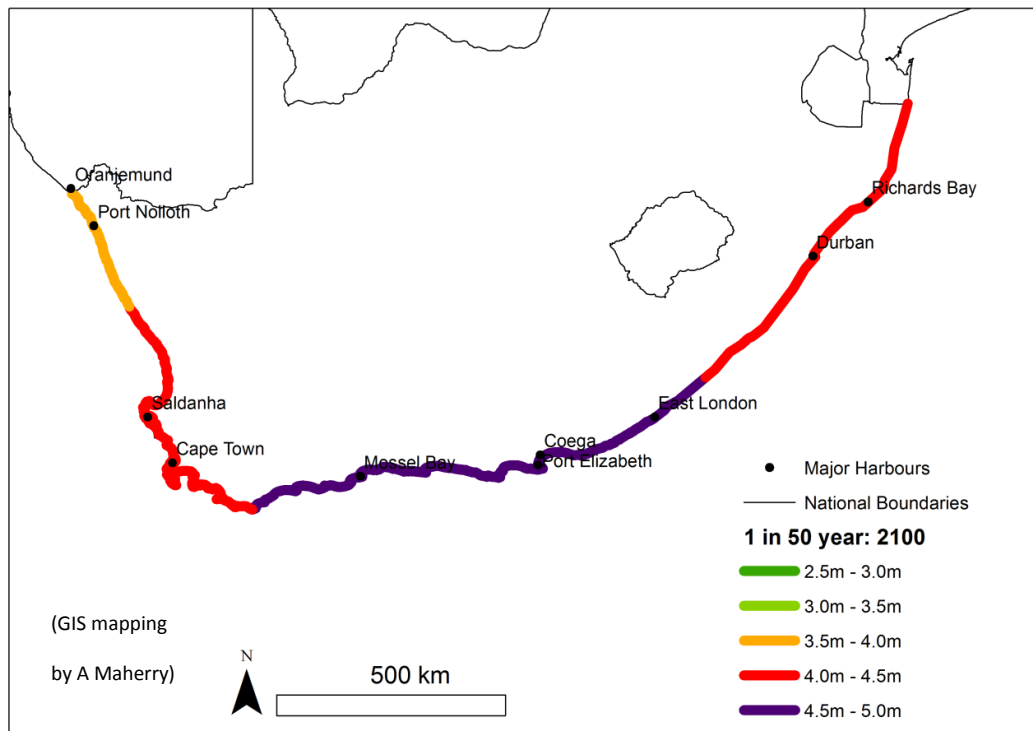 Oranjemund
Port Nolloth
Richards Bay
Durban
Saldanha
East London
Cape Town
Coega
Mossel Bay
Port Elizabeth
Major Harbours
National Boundaries
1 in 50 year: 2100
2.5m - 3.0m
3.0m - 3.5m
3.5m - 4.0m
4.0m - 4.5m
4.5m - 5.0m
(GIS mapping
by A Maherry)
N
500 km